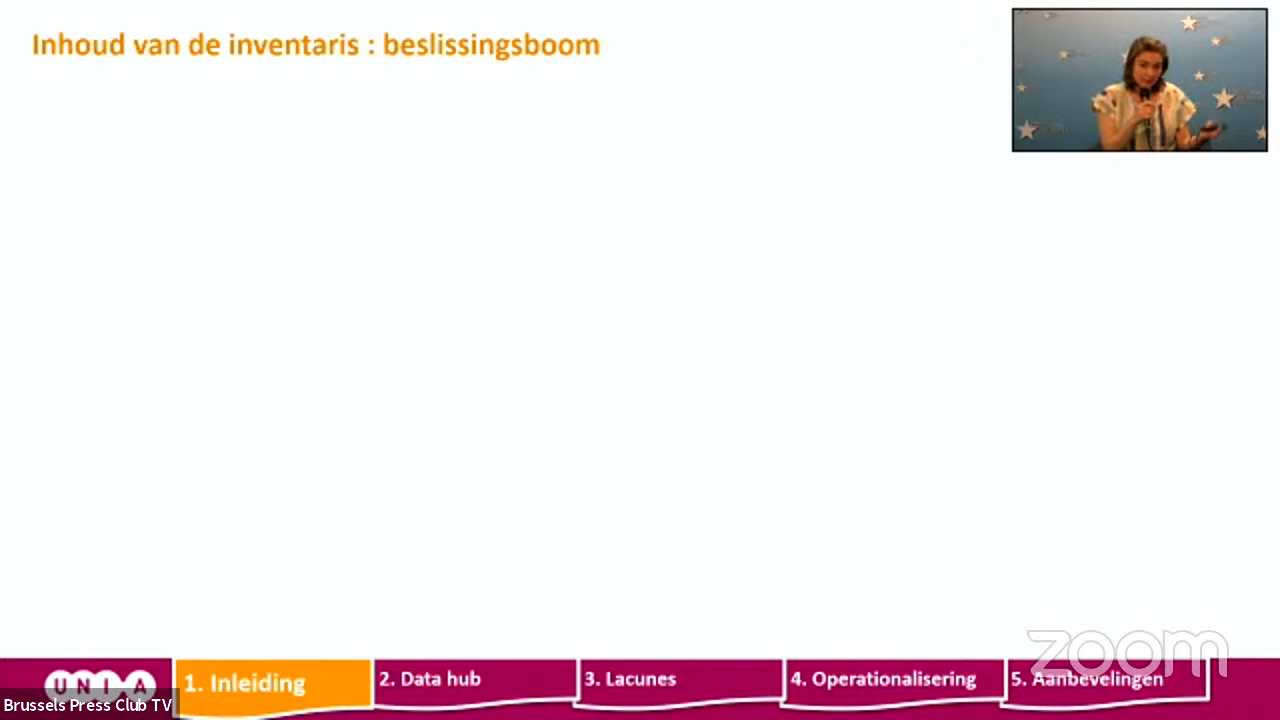 Inhoud van de inventaris : beslissingsboom
zoom
UNIA
1. Inleiding
2. Data hub
3. Lacunes
4. Operationalisering
5. Aanbevelingen
Brussels Press Club TV